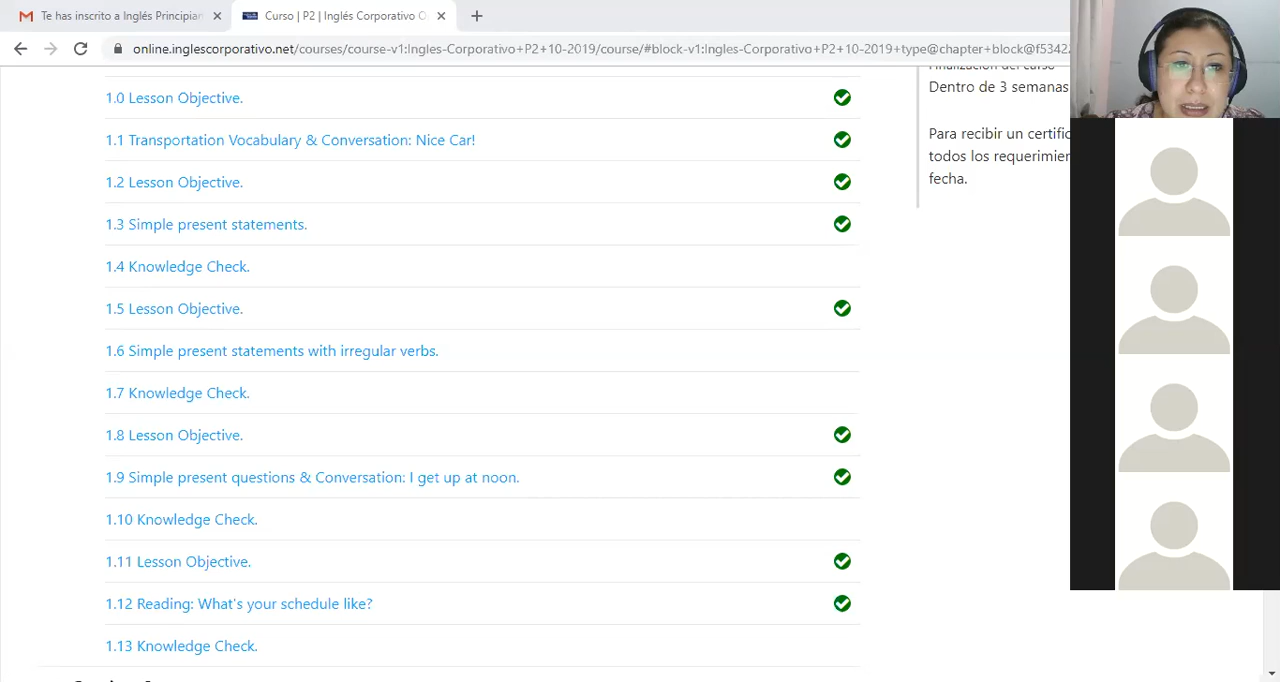 Te has inscrito a Inglés Principian
Curso | P2 | Inglés Corporativo O
online.inglescorporativo.net/courses/course-v1:Ingles-Corporativo+P2+10-2019/course/#block-v1:Ingles-Corporativo+P2+10-2019+type@chapter+block@f5342
Finalización del curso
Dentro de 3 semanas
Para recibir un certific
todos los requerimier
fecha.
1.0 Lesson Objective.
1.1 Transportation Vocabulary & Conversation: Nice Car!
1.2 Lesson Objective.
1.3 Simple present statements.
1.4 Knowledge Check.
1.5 Lesson Objective.
1.6 Simple present statements with irregular verbs.
1.7 Knowledge Check.
1.8 Lesson Objective.
1.9 Simple present questions & Conversation: I get up at noon.
1.10 Knowledge Check.
1.11 Lesson Objective.
1.12 Reading: What's your schedule like?
1.13 Knowledge Check.